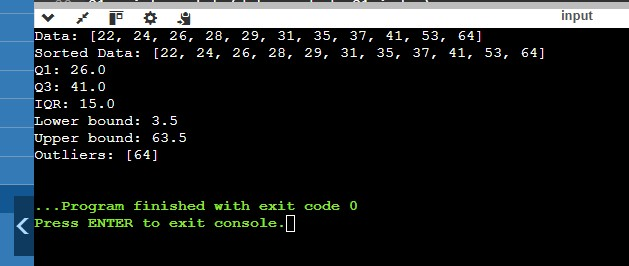 input
Data: [22, 24, 26, 28, 29, 31, 35, 37, 41, 53, 64]
Sorted Data: [22, 24, 26, 28, 29, 31, 35, 37, 41, 53, 64]
Q1: 26.0
Q3: 41.0
IQR: 15.0
Lower bound: 3.5
Upper bound: 63.5
Outliers: [64]
...Program finished with exit code 0
Press ENTER to exit console.